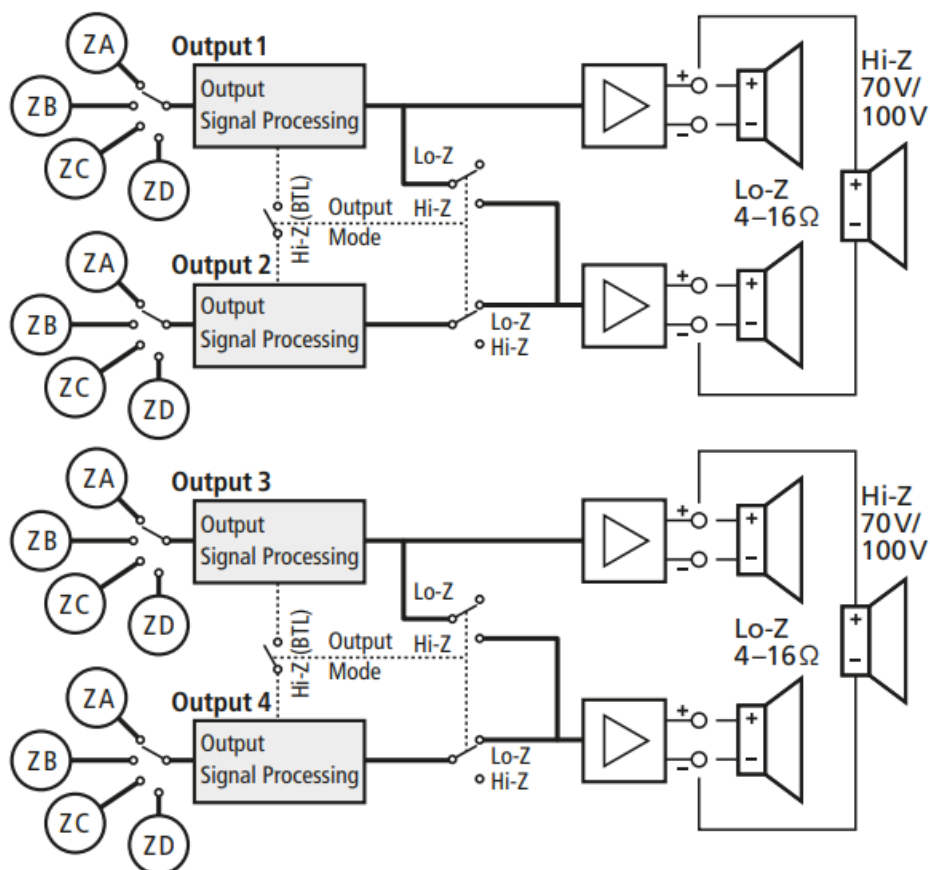 ZA
ZB
ZC
ZD
Output 1
Output
Signal Processing
Lo-Z
Hi-Z
Hi-Z (BTL)
Output
Mode
+
−
+
−
Lo-Z
4–16Ω
Hi-Z
70V/
100V
+
−
ZA
ZB
ZC
ZD
Output 2
Output
Signal Processing
Lo-Z
Hi-Z
+
−
+
−
ZA
ZB
ZC
ZD
Output 3
Output
Signal Processing
Lo-Z
Hi-Z
Hi-Z (BTL)
Output
Mode
+
−
+
−
Lo-Z
4–16Ω
Hi-Z
70V/
100V
+
−
ZA
ZB
ZC
ZD
Output 4
Output
Signal Processing
Lo-Z
Hi-Z
+
−
+
−